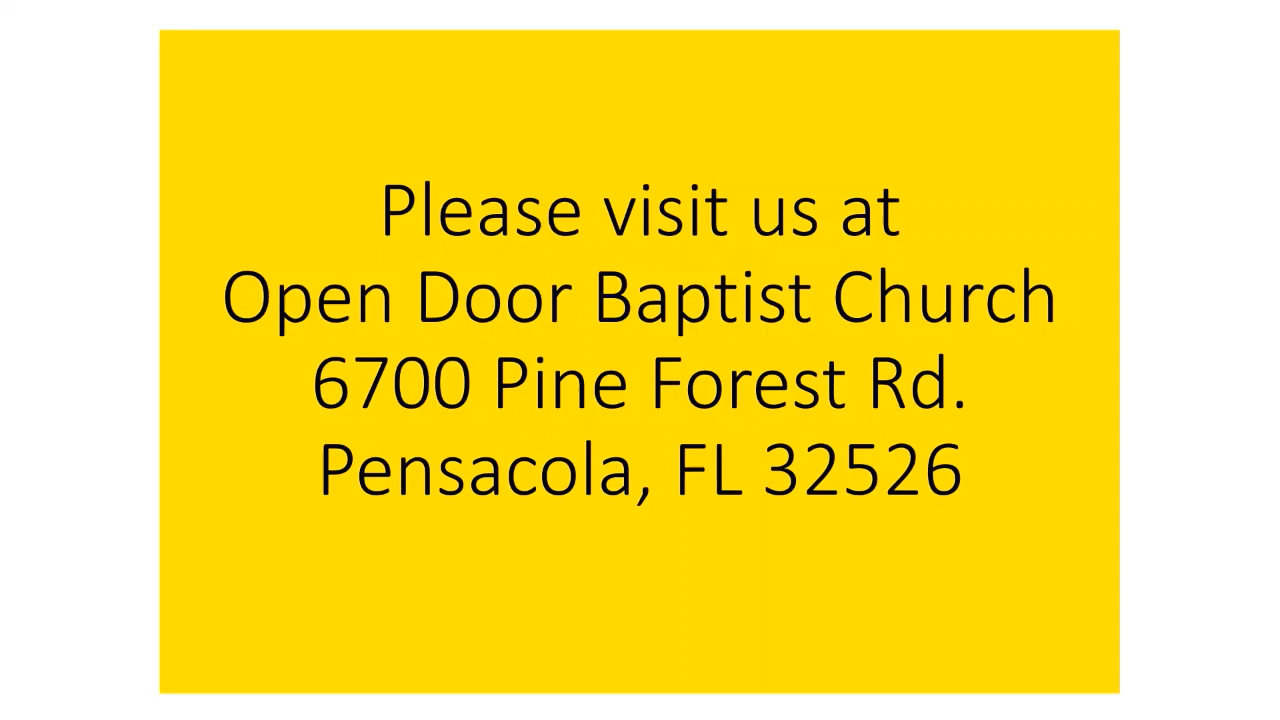 Please visit us at
Open Door Baptist Church
6700 Pine Forest Rd.
Pensacola, FL 32526